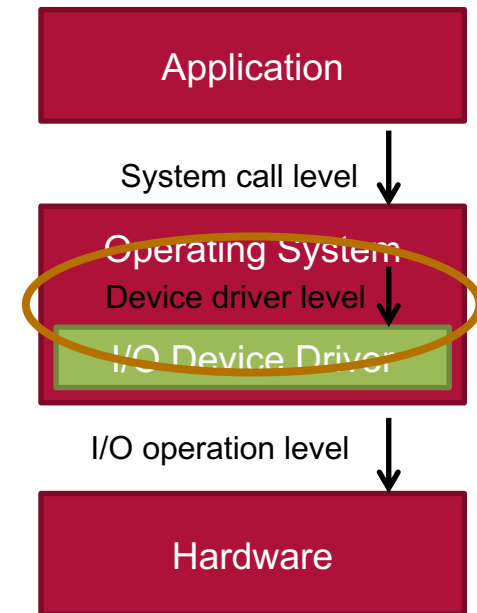 Application
System call level
Operating System
Device driver level
I/O Device Driver
I/O operation level
Hardware